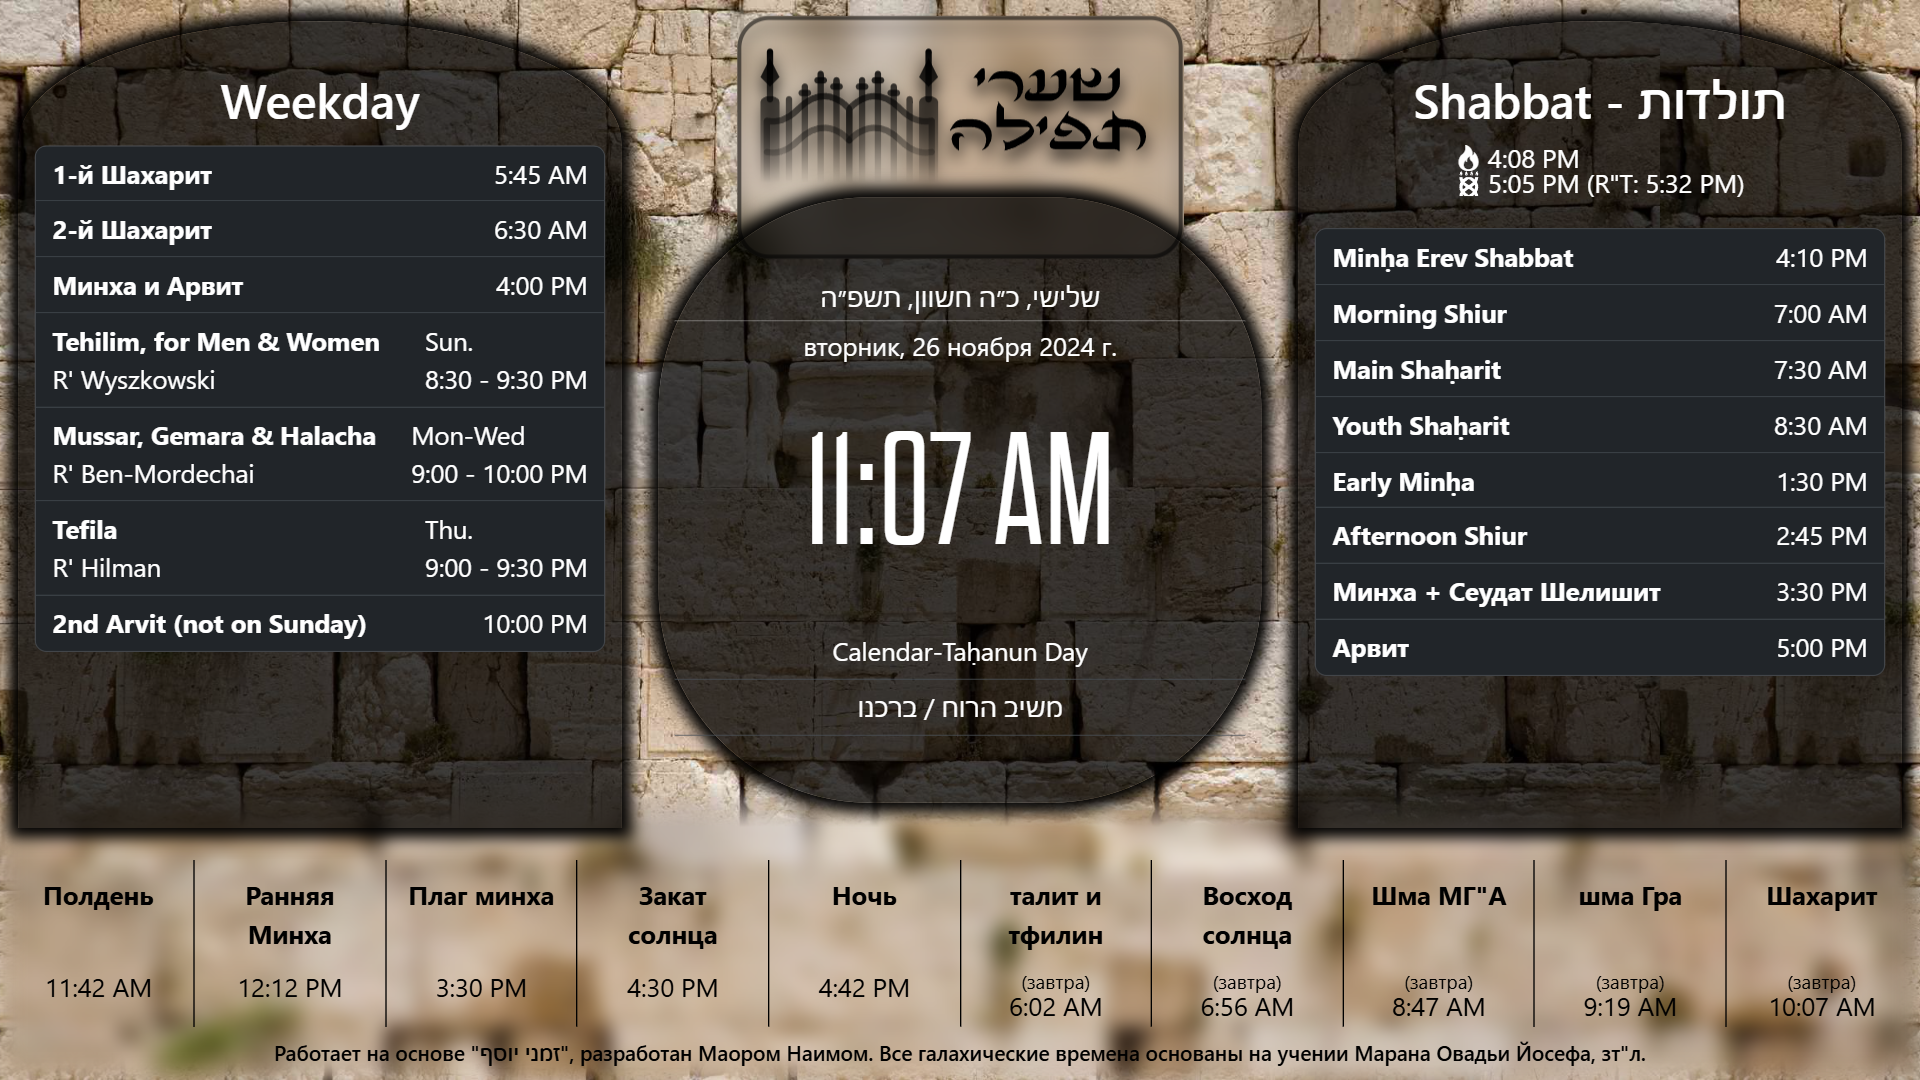 Weekday
1-й Шахарит 5:45 AM
2-й Шахарит 6:30 AM
Минха и Арвит 4:00 PM
Tehilim, for Men & Women Sun.
R' Wyszkowski 8:30 - 9:30 PM
Mussar, Gemara & Halacha Mon-Wed
R' Ben-Mordechai 9:00 - 10:00 PM
Tefila Thu.
R' Hilman 9:00 - 9:30 PM
2nd Arvit (not on Sunday) 10:00 PM
שערי
תפילה
שלישי, כ״ה חשוון, תשפ״ה
вторник, 26 ноября 2024 г.
11:07 AM
Calendar-Taḥanun Day
משיב הרוח / ברכנו
Shabbat - תולדות
4:08 PM
5:05 PM (R"T: 5:32 PM)
Minḥa Erev Shabbat 4:10 PM
Morning Shiur 7:00 AM
Main Shaḥarit 7:30 AM
Youth Shaḥarit 8:30 AM
Early Minḥa 1:30 PM
Afternoon Shiur 2:45 PM
Минха + Сеудат Шелишит 3:30 PM
Арвит 5:00 PM
Полдень
11:42 AM
Ранняя
Минха
12:12 PM
Плаг минха
3:30 PM
Закат
солнца
4:30 PM
Ночь
4:42 PM
талит и
тфилин
(завтра)
6:02 AM
Восход
солнца
(завтра)
6:56 AM
Шма МГ"А
(завтра)
8:47 AM
шма Гра
(завтра)
9:19 AM
Шахарит
(завтра)
10:07 AM
Работает на основе "זמני יוסף", разработан Маором Наимом. Все галахические времена основаны на учении Марана Овадьи Йосефа, зт"л.